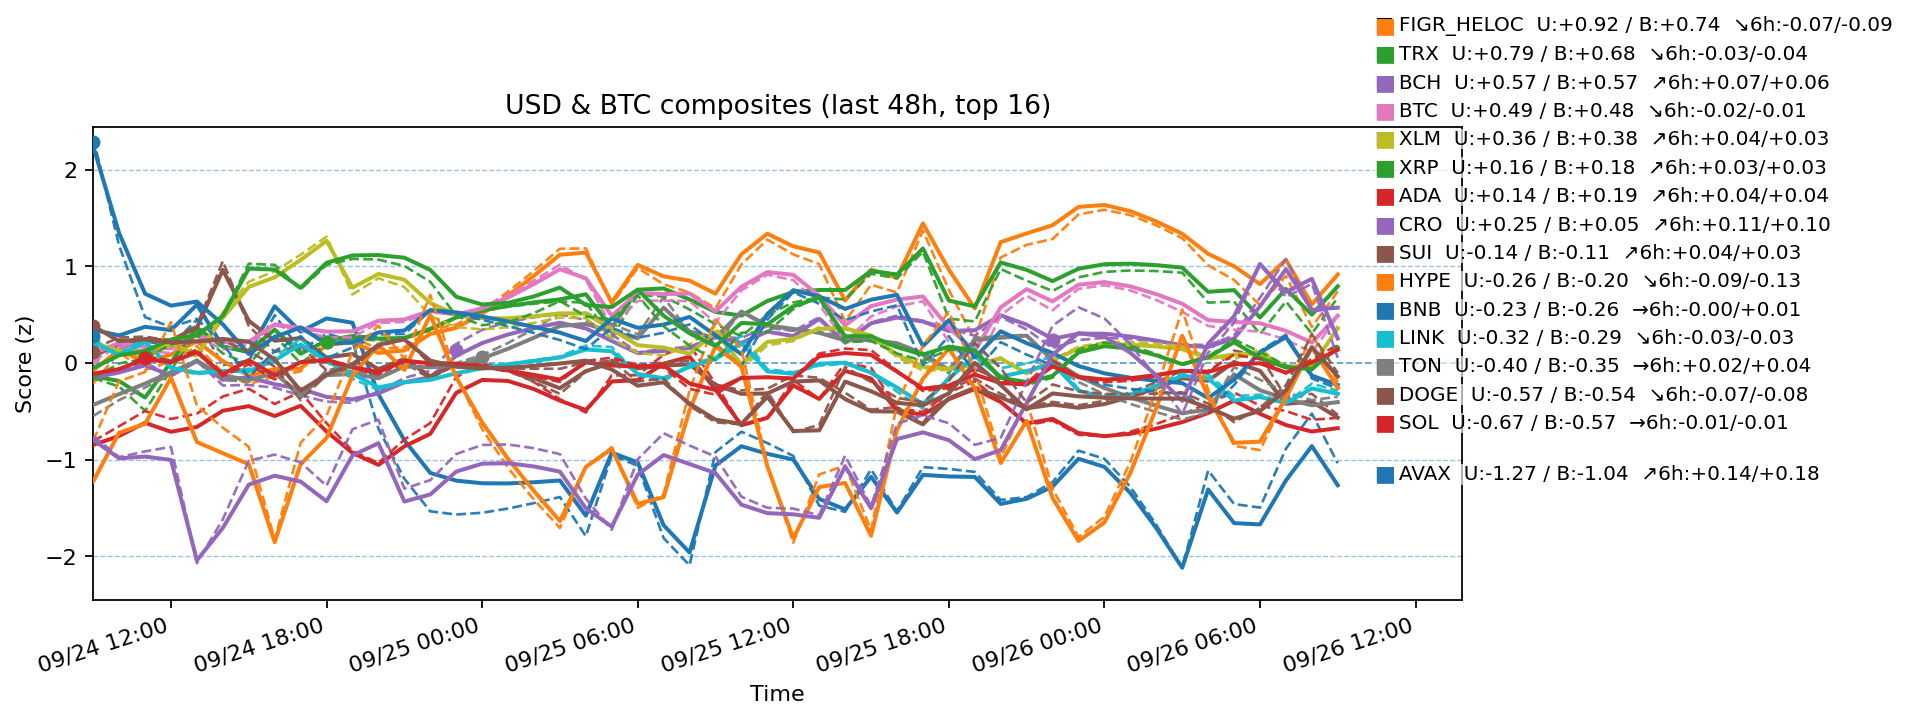 FIGR_HELOC U:+0.92 / B:+0.74 ↘6h:-0.07/-0.09
TRX U:+0.79 / B:+0.68 ↘6h:-0.03/-0.04
BCH U:+0.57 / B:+0.57 ↗6h:+0.07/+0.06
USD & BTC composites (last 48h, top 16)
BTC U:+0.49 / B:+0.48 ↘6h:-0.02/-0.01
XLM U:+0.36 / B:+0.38 ↗6h:+0.04/+0.03
XRP U:+0.16 / B:+0.18 ↗6h:+0.03/+0.03
ADA U:+0.14 / B:+0.19 ↗6h:+0.04/+0.04
CRO U:+0.25 / B:+0.05 ↗6h:+0.11/+0.10
SUI U:-0.14 / B:-0.11 ↗6h:+0.04/+0.03
HYPE U:-0.26 / B:-0.20 ↘6h:-0.09/-0.13
BNB U:-0.23 / B:-0.26 →6h:-0.00/+0.01
LINK U:-0.32 / B:-0.29 ↘6h:-0.03/-0.03
TON U:-0.40 / B:-0.35 →6h:+0.02/+0.04
DOGE U:-0.57 / B:-0.54 ↘6h:-0.07/-0.08
SOL U:-0.67 / B:-0.57 →6h:-0.01/-0.01
AVAX U:-1.27 / B:-1.04 ↗6h:+0.14/+0.18
Score (z)
2
1
0
−1
−2
09/24 12:00
09/24 18:00
09/25 00:00
09/25 06:00
09/25 12:00
09/25 18:00
09/26 00:00
09/26 06:00
09/26 12:00
Time